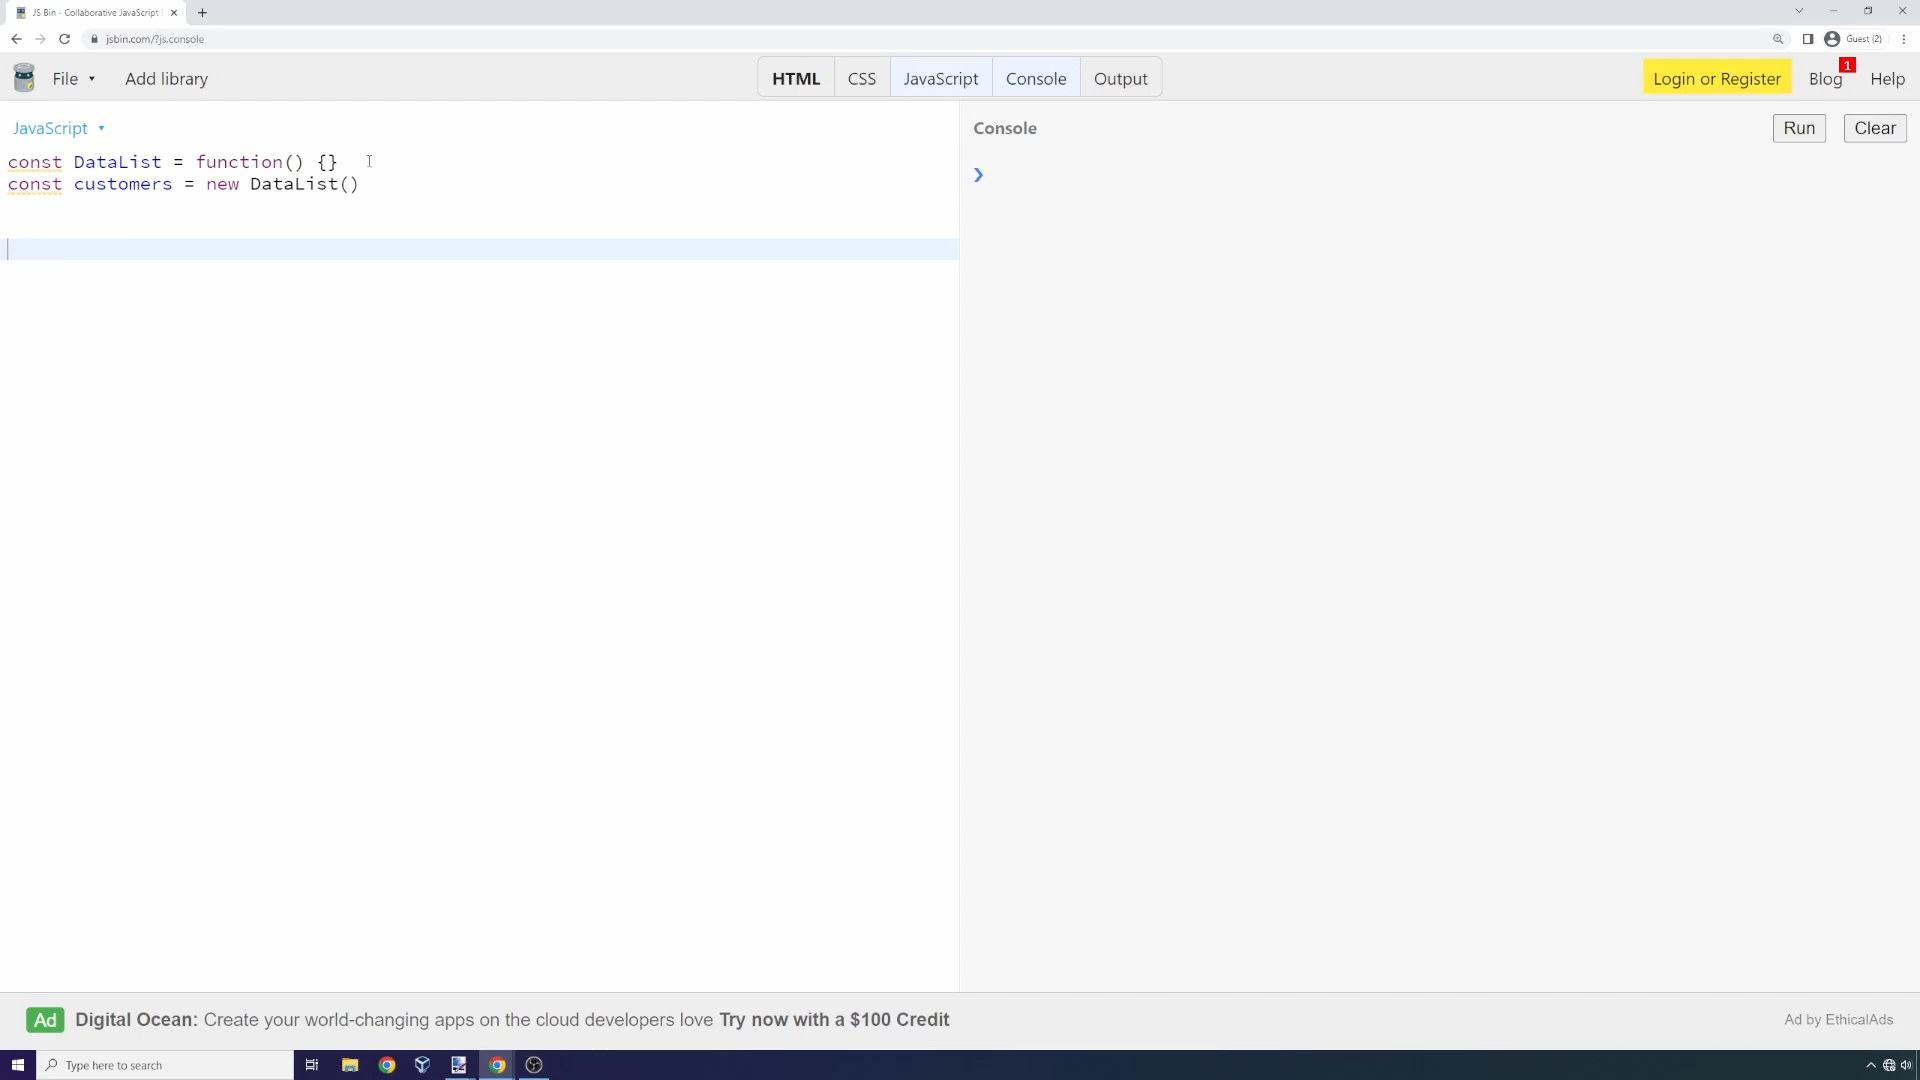 JS Bin - Collaborative JavaScript
jsbin.com/?js.console
Guest (2)
File
Add library
HTML
CSS
JavaScript
Console
Output
Login or Register
Blog
1
Help
JavaScript
Console
Run
Clear
const DataList = function() {}
const customers = new DataList()
Ad
Digital Ocean: Create your world-changing apps on the cloud developers love Try now with a $100 Credit
Ad by EthicalAds
Type here to search